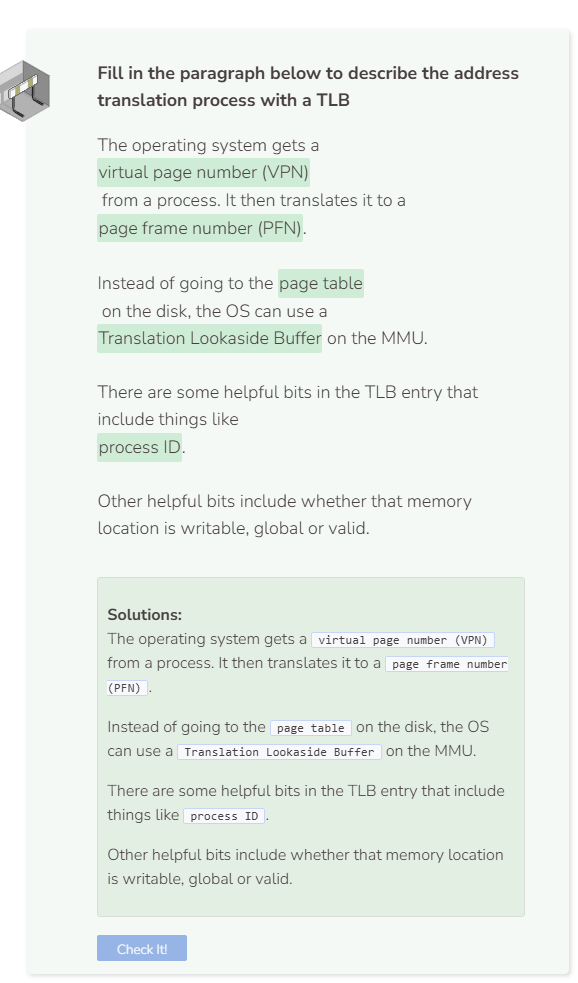 Fill in the paragraph below to describe the address
translation process with a TLB
The operating system gets a
virtual page number (VPN)
from a process. It then translates it to a
page frame number (PFN).
Instead of going to the page table
on the disk, the OS can use a
Translation Lookaside Buffer on the MMU.
There are some helpful bits in the TLB entry that
include things like
process ID.
Other helpful bits include whether that memory
location is writable, global or valid.
Solutions:
The operating system gets a virtual page number (VPN)
from a process. It then translates it to a page frame number
(PFN) .
Instead of going to the page table on the disk, the OS
can use a Translation Lookaside Buffer on the MMU.
There are some helpful bits in the TLB entry that include
things like process ID .
Other helpful bits include whether that memory location
is writable, global or valid.
Check It!